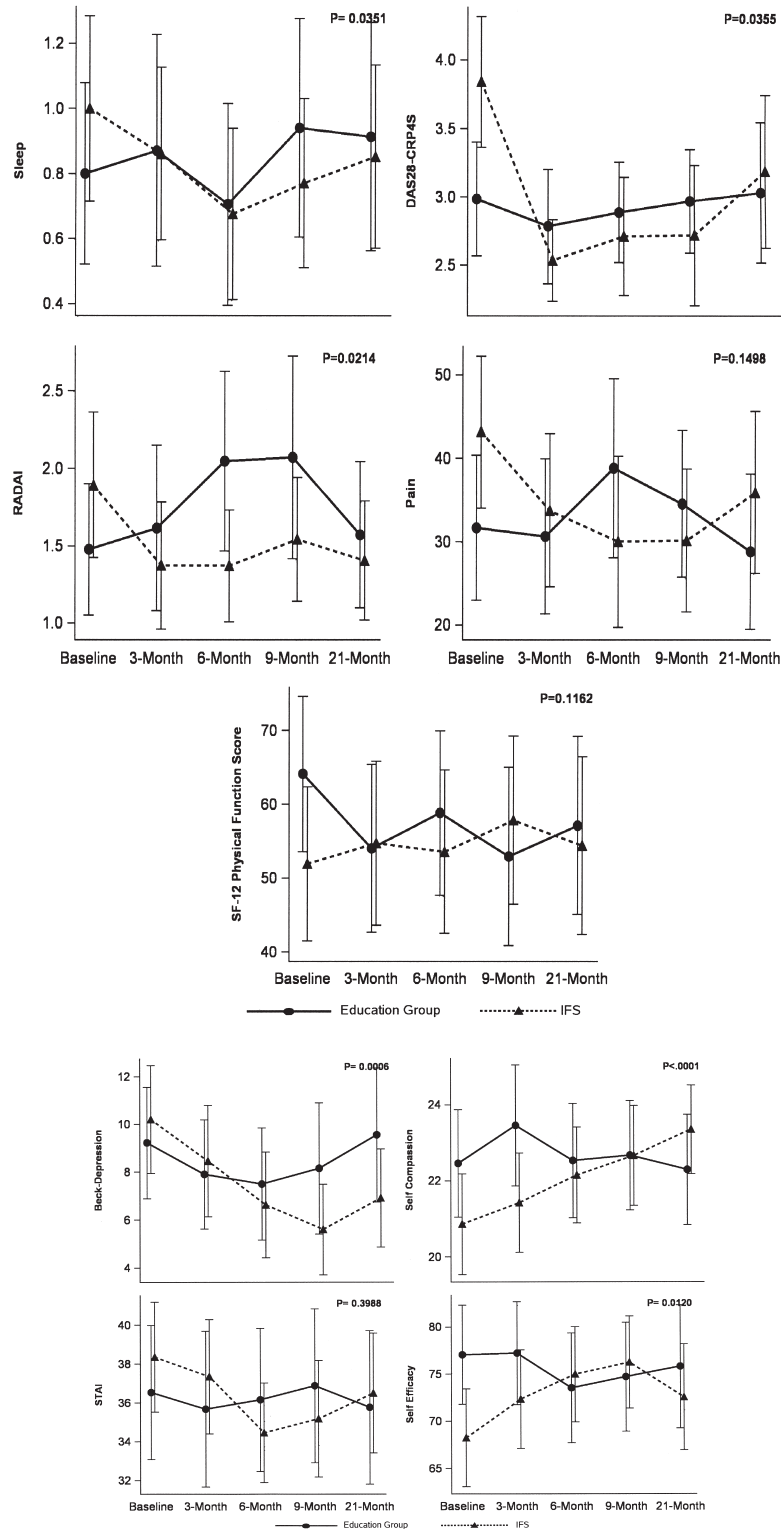 P= 0.0351
Sleep
1.2
1.0
0.8
0.6
0.4
P=0.0355
DAS28-CRP4S
4.0
3.5
3.0
2.5
P=0.0214
RADAI
2.5
2.0
1.5
1.0
Baseline 3-Month 6-Month 9-Month 21-Month
P=0.1498
Pain
50
40
30
20
Baseline 3-Month 6-Month 9-Month 21-Month
P=0.1162
SF-12 Physical Function Score
70
60
50
40
Baseline 3-Month 6-Month 9-Month 21-Month
Education Group IFS
P= 0.0006
Beck-Depression
12
10
8
6
4
P<.0001
Self Compassion
24
22
20
P= 0.3988
STAI
40
38
36
34
32
Baseline 3-Month 6-Month 9-Month 21-Month
P= 0.0120
Self Efficacy
80
75
70
65
Baseline 3-Month 6-Month 9-Month 21-Month
Education Group IFS